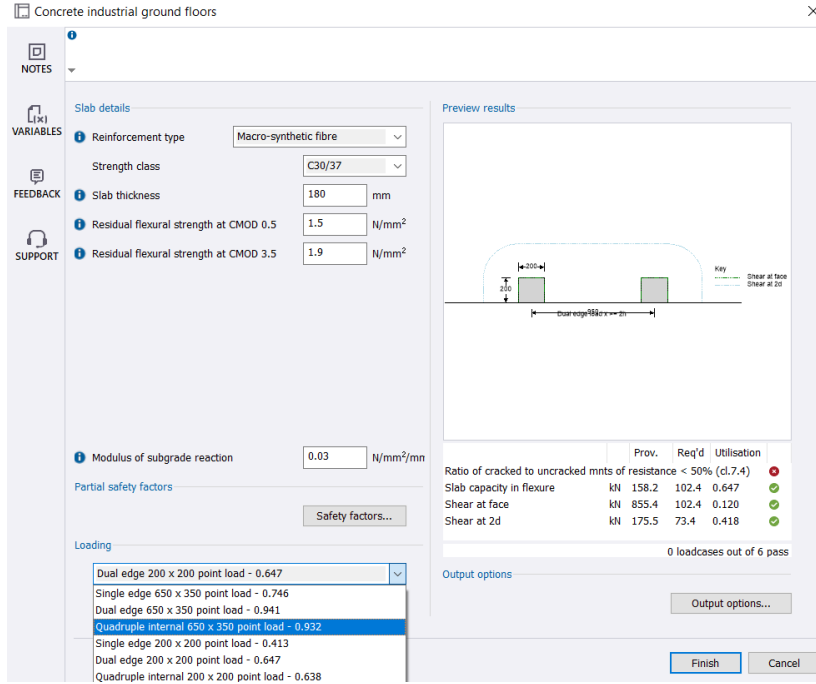 Concrete industrial ground floors
NOTES
VARIABLES
FEEDBACK
SUPPORT
Slab details
Reinforcement type Macro-synthetic fibre
Strength class C30/37
Slab thickness 180 mm
Residual flexural strength at CMOD 0.5 1.5 N/mm²
Residual flexural strength at CMOD 3.5 1.9 N/mm²
Modulus of subgrade reaction 0.03 N/mm²/mm
Partial safety factors
Safety factors...
Loading
Dual edge 200 x 200 point load - 0.647
Single edge 650 x 350 point load - 0.746
Dual edge 650 x 350 point load - 0.941
Quadruple internal 650 x 350 point load - 0.932
Single edge 200 x 200 point load - 0.413
Dual edge 200 x 200 point load - 0.647
Quadruple internal 200 x 200 point load - 0.638
Preview results
200
200
Key
Shear at face
Shear at 2d
Dual edge load x >= 2h
Prov. Req'd Utilisation
Ratio of cracked to uncracked mnts of resistance < 50% (cl.7.4)
Slab capacity in flexure kN 158.2 102.4 0.647
Shear at face kN 855.4 102.4 0.120
Shear at 2d kN 175.5 73.4 0.418
0 loadcases out of 6 pass
Output options
Output options...
Finish
Cancel